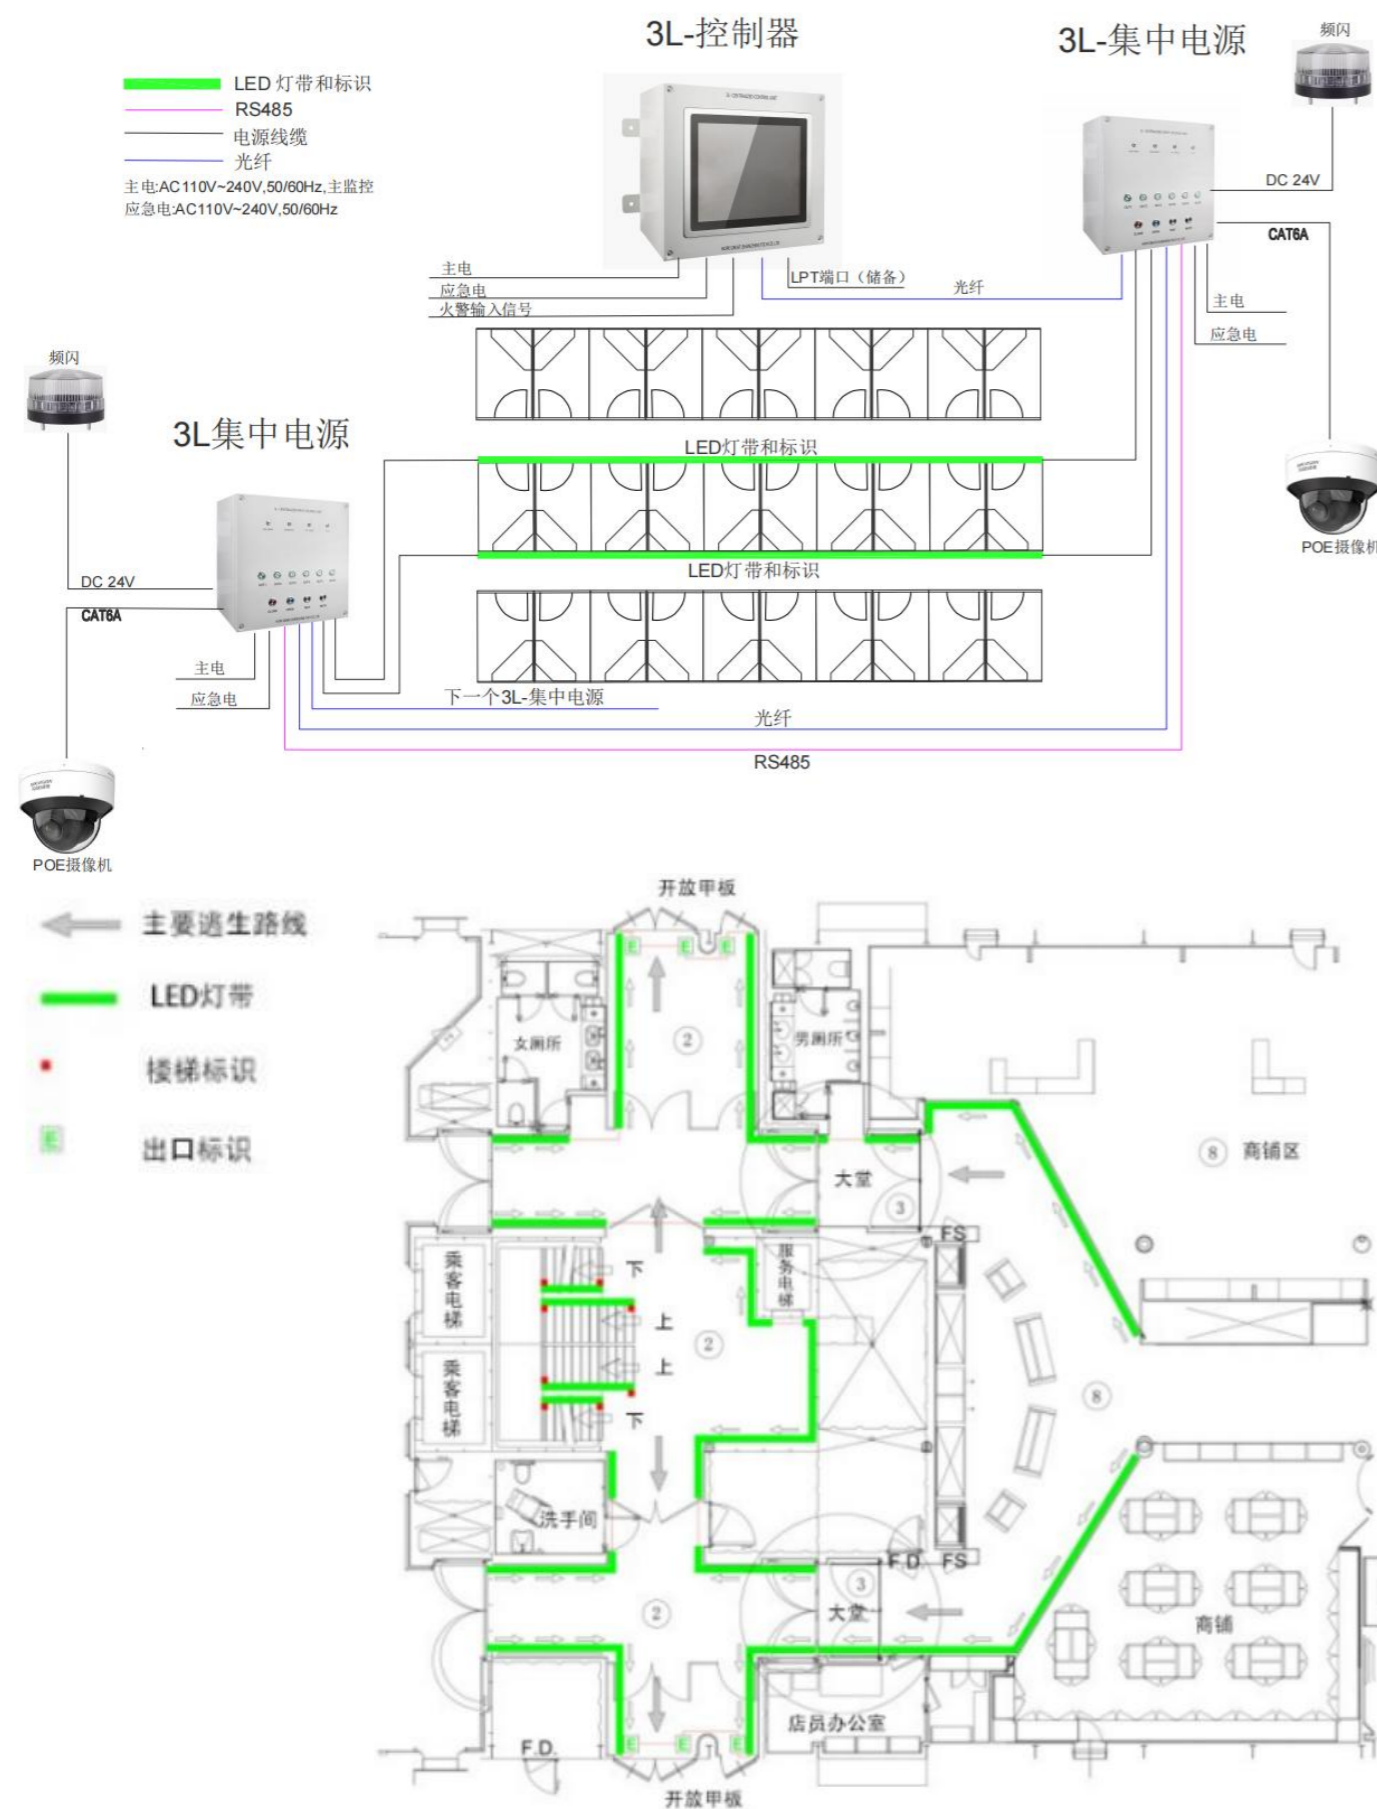 3L-控制器
3L-集中电源
频闪
LED 灯带和标识
RS485
电源线缆
光纤
主电:AC110V~240V,50/60Hz,主监控
应急电:AC110V~240V,50/60Hz
DC 24V
CAT6A
主电
应急电
火警输入信号
LPT端口（储备）
光纤
主电
应急电
频闪
3L集中电源
LED灯带和标识
POE摄像机
LED灯带和标识
DC 24V
CAT6A
主电
应急电
下一个3L-集中电源
光纤
RS485
POE摄像机
开放甲板
主要逃生路线
LED灯带
楼梯标识
E
出口标识
E
E
E
女厕所
2
男厕所
8
商铺区
大堂
3
FS
乘客电梯
下
服务电梯
上
2
上
乘客电梯
下
8
洗手间
F.D.
FS
2
3
大堂
商铺
店员办公室
E
E
E
F.D.
开放甲板